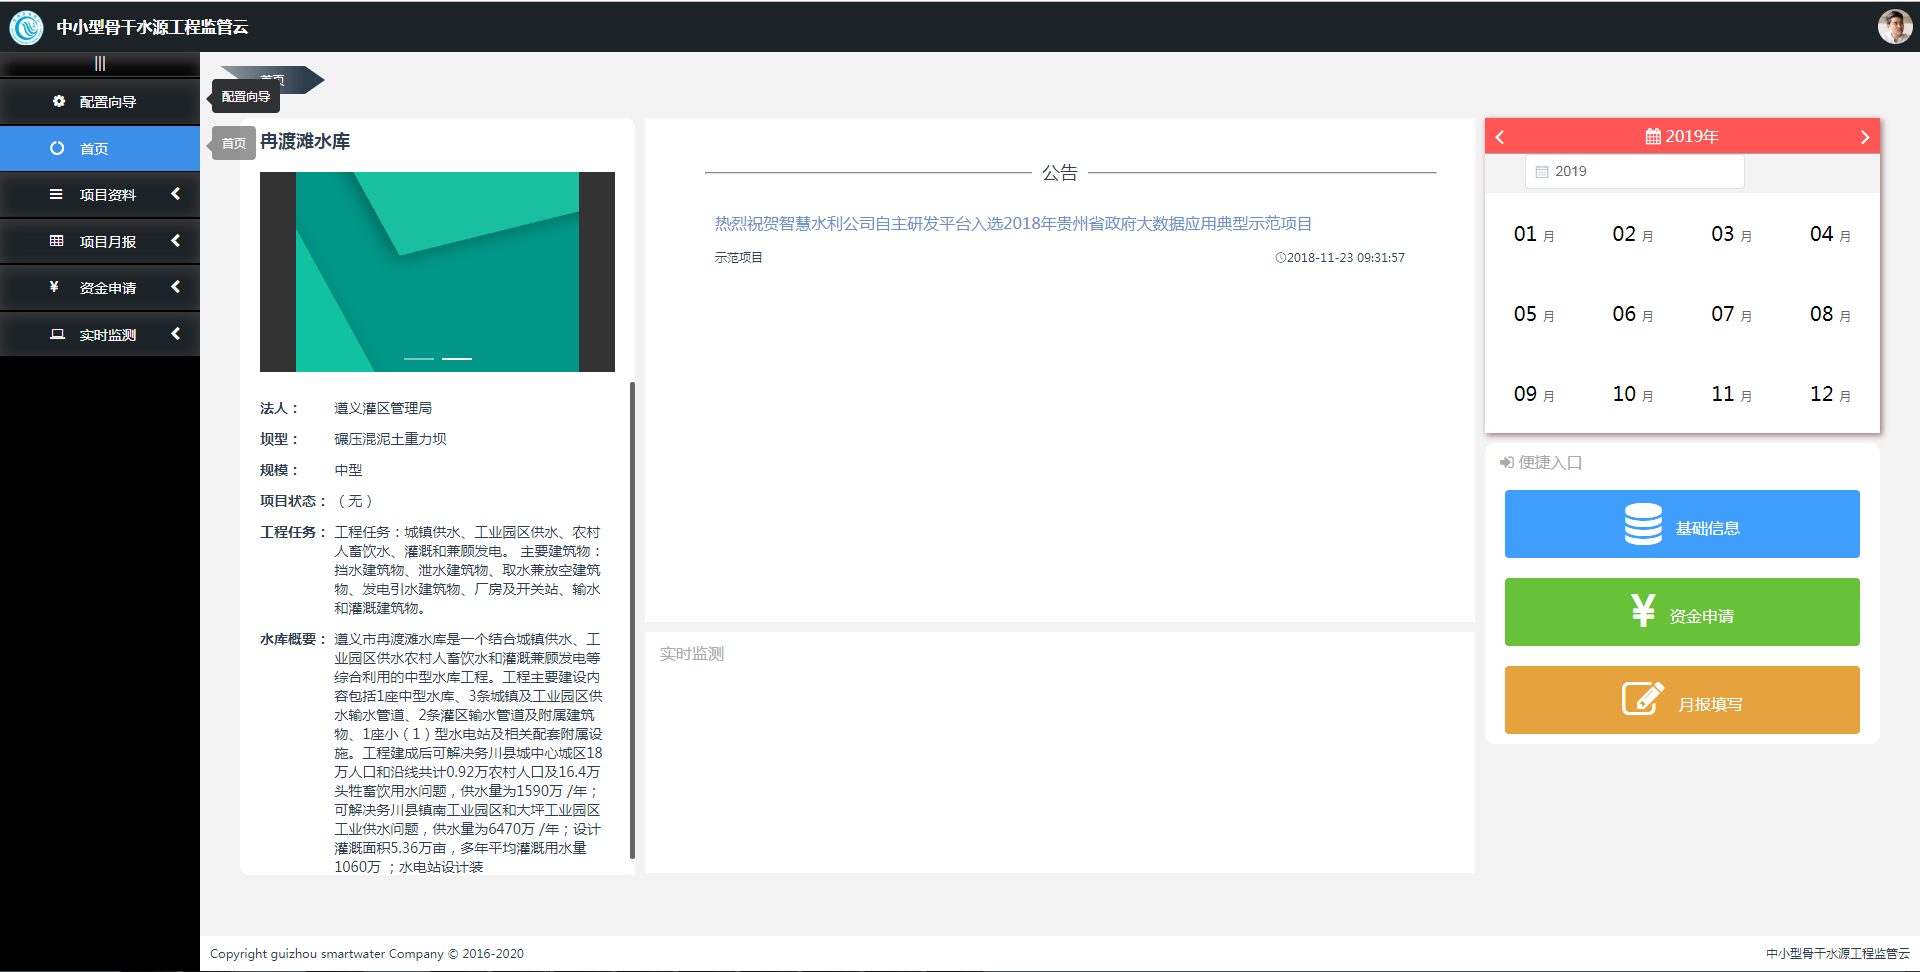 中小型骨干水源工程监管云
配置向导
首页
项目资料
项目月报
资金申请
实时监测
首页
配置向导
首页
冉渡滩水库
法人： 遵义灌区管理局
坝型： 碾压混泥土重力坝
规模： 中型
项目状态： （无）
工程任务： 工程任务：城镇供水、工业园区供水、农村
人畜饮水、灌溉和兼顾发电。 主要建筑物：
挡水建筑物、泄水建筑物、取水兼放空建筑
物、发电引水建筑物、厂房及开关站、输水
和灌溉建筑物。
水库概要： 遵义市冉渡滩水库是一个结合城镇供水、工
业园区供水农村人畜饮水和灌溉兼顾发电等
综合利用的中型水库工程。工程主要建设内
容包括1座中型水库、3条城镇及工业园区供
水输水管道、2条灌区输水管道及附属建筑
物、1座小（1）型水电站及相关配套附属设
施。工程建成后可解决务川县城中心城区18
万人口和沿线共计0.92万农村人口及16.4万
头牲畜饮用水问题，供水量为1590万 /年；
可解决务川县镇南工业园区和大坪工业园区
工业供水问题，供水量为6470万 /年；设计
灌溉面积5.36万亩，多年平均灌溉用水量
1060万 ；水电站设计装
公告
热烈祝贺智慧水利公司自主研发平台入选2018年贵州省政府大数据应用典型示范项目
示范项目 2018-11-23 09:31:57
实时监测
2019年
2019
01 月 02 月 03 月 04 月
05 月 06 月 07 月 08 月
09 月 10 月 11 月 12 月
便捷入口
基础信息
¥ 资金申请
月报填写
Copyright guizhou smartwater Company © 2016-2020
中小型骨干水源工程监管云